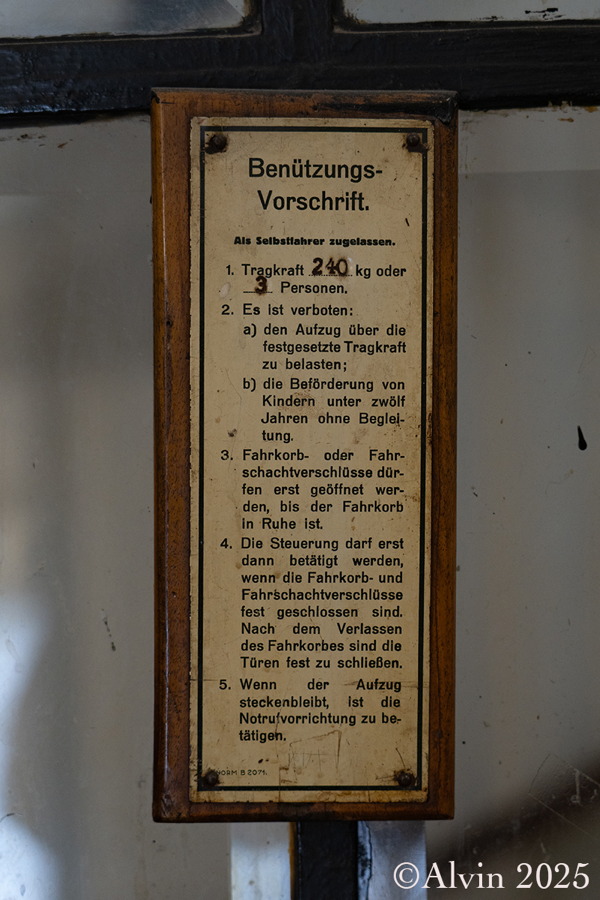 Benützungs-
Vorschrift.
Als Selbstfahrer zugelassen.
1. Tragkraft 240 kg oder
3 Personen.
2. Es ist verboten:
a) den Aufzug über die
festgesetzte Tragkraft
zu belasten;
b) die Beförderung von
Kindern unter zwölf
Jahren ohne Beglei-
tung.
3. Fahrkorb- oder Fahr-
schachtverschlüsse dür-
fen erst geöffnet wer-
den, bis der Fahrkorb
in Ruhe ist.
4. Die Steuerung darf erst
dann betätigt werden,
wenn die Fahrkorb- und
Fahrschachtverschlüsse
fest geschlossen sind.
Nach dem Verlassen
des Fahrkorbes sind die
Türen fest zu schließen.
5. Wenn der Aufzug
steckenbleibt, ist die
Notrufvorrichtung zu be-
tätigen.
NORM B 2071.
©Alvin 2025